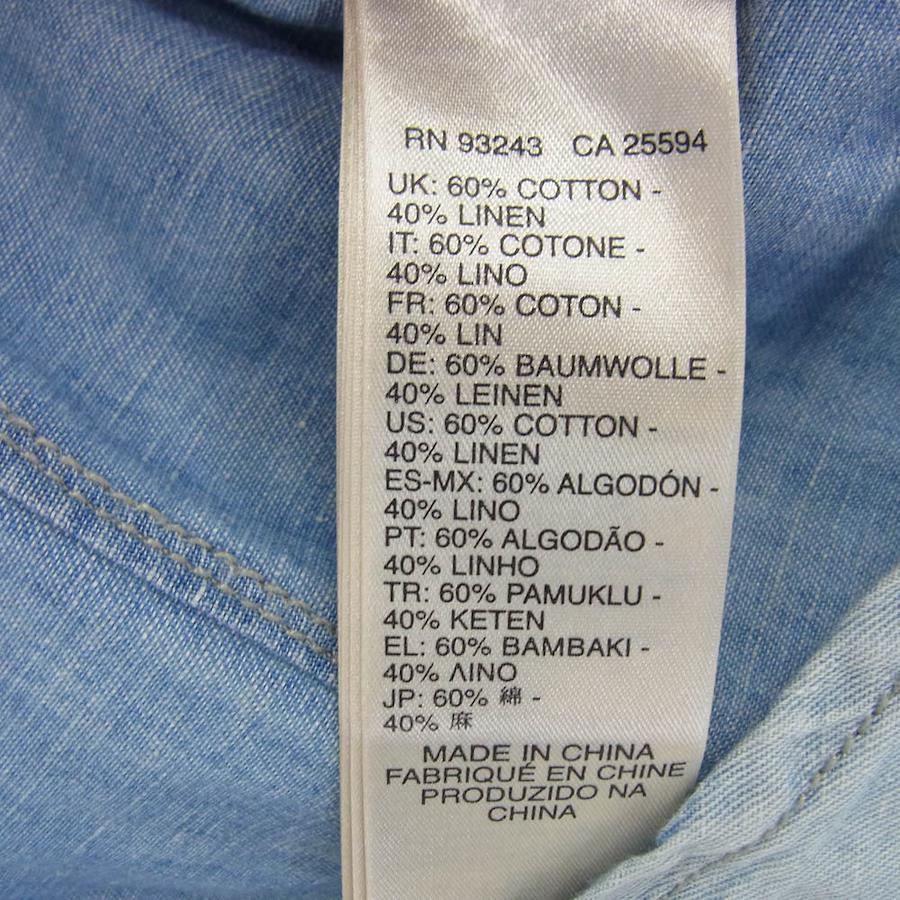 RN 93243 CA 25594
UK: 60% COTTON -
40% LINEN
IT: 60% COTONE -
40% LINO
FR: 60% COTON -
40% LIN
DE: 60% BAUMWOLLE -
40% LEINEN
US: 60% COTTON -
40% LINEN
ES-MX: 60% ALGODÓN -
40% LINO
PT: 60% ALGODÃO -
40% LINHO
TR: 60% PAMUKLU -
40% KETEN
EL: 60% ΒΑΜΒΑΚΙ -
40% ΛΙΝΟ
JP: 60% 綿 -
40% 麻
MADE IN CHINA
FABRIQUÉ EN CHINE
PRODUZIDO NA
CHINA